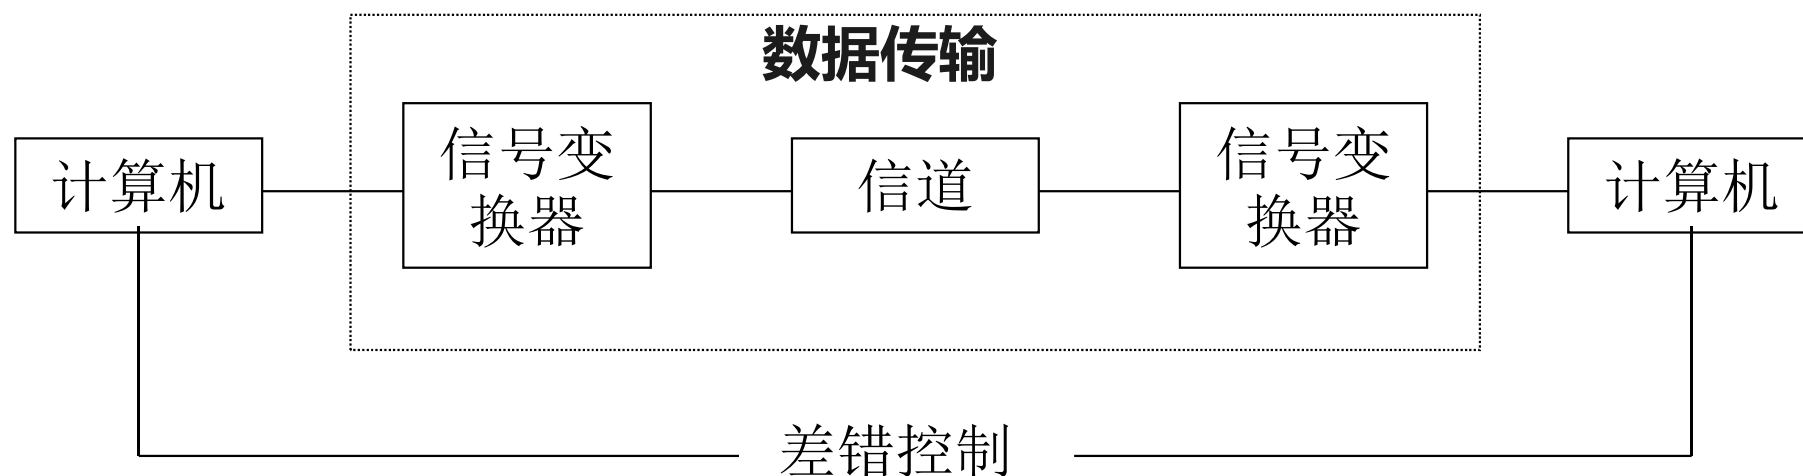 数据传输
计算机
信号变
换器
信道
信号变
换器
计算机
差错控制